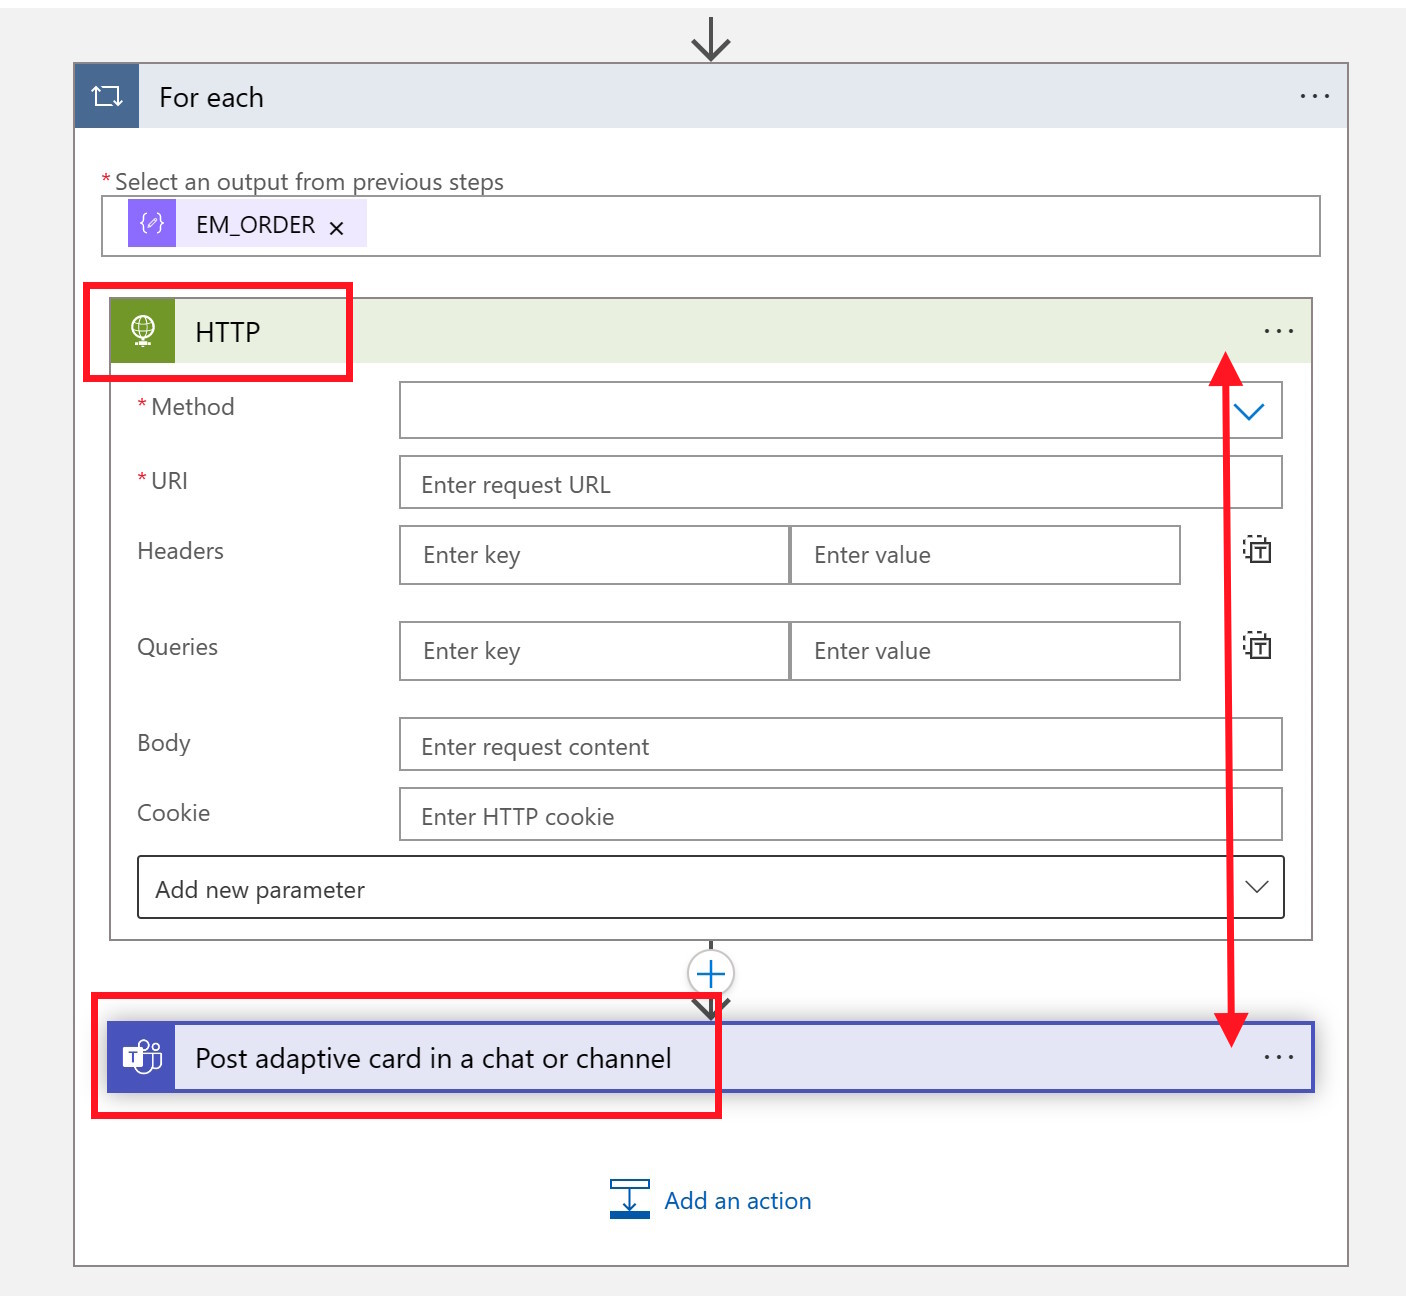 For each
* Select an output from previous steps
EM_ORDER
HTTP
* Method
* URI Enter request URL
Headers Enter key Enter value
Queries Enter key Enter value
Body Enter request content
Cookie Enter HTTP cookie
Add new parameter
Post adaptive card in a chat or channel
Add an action